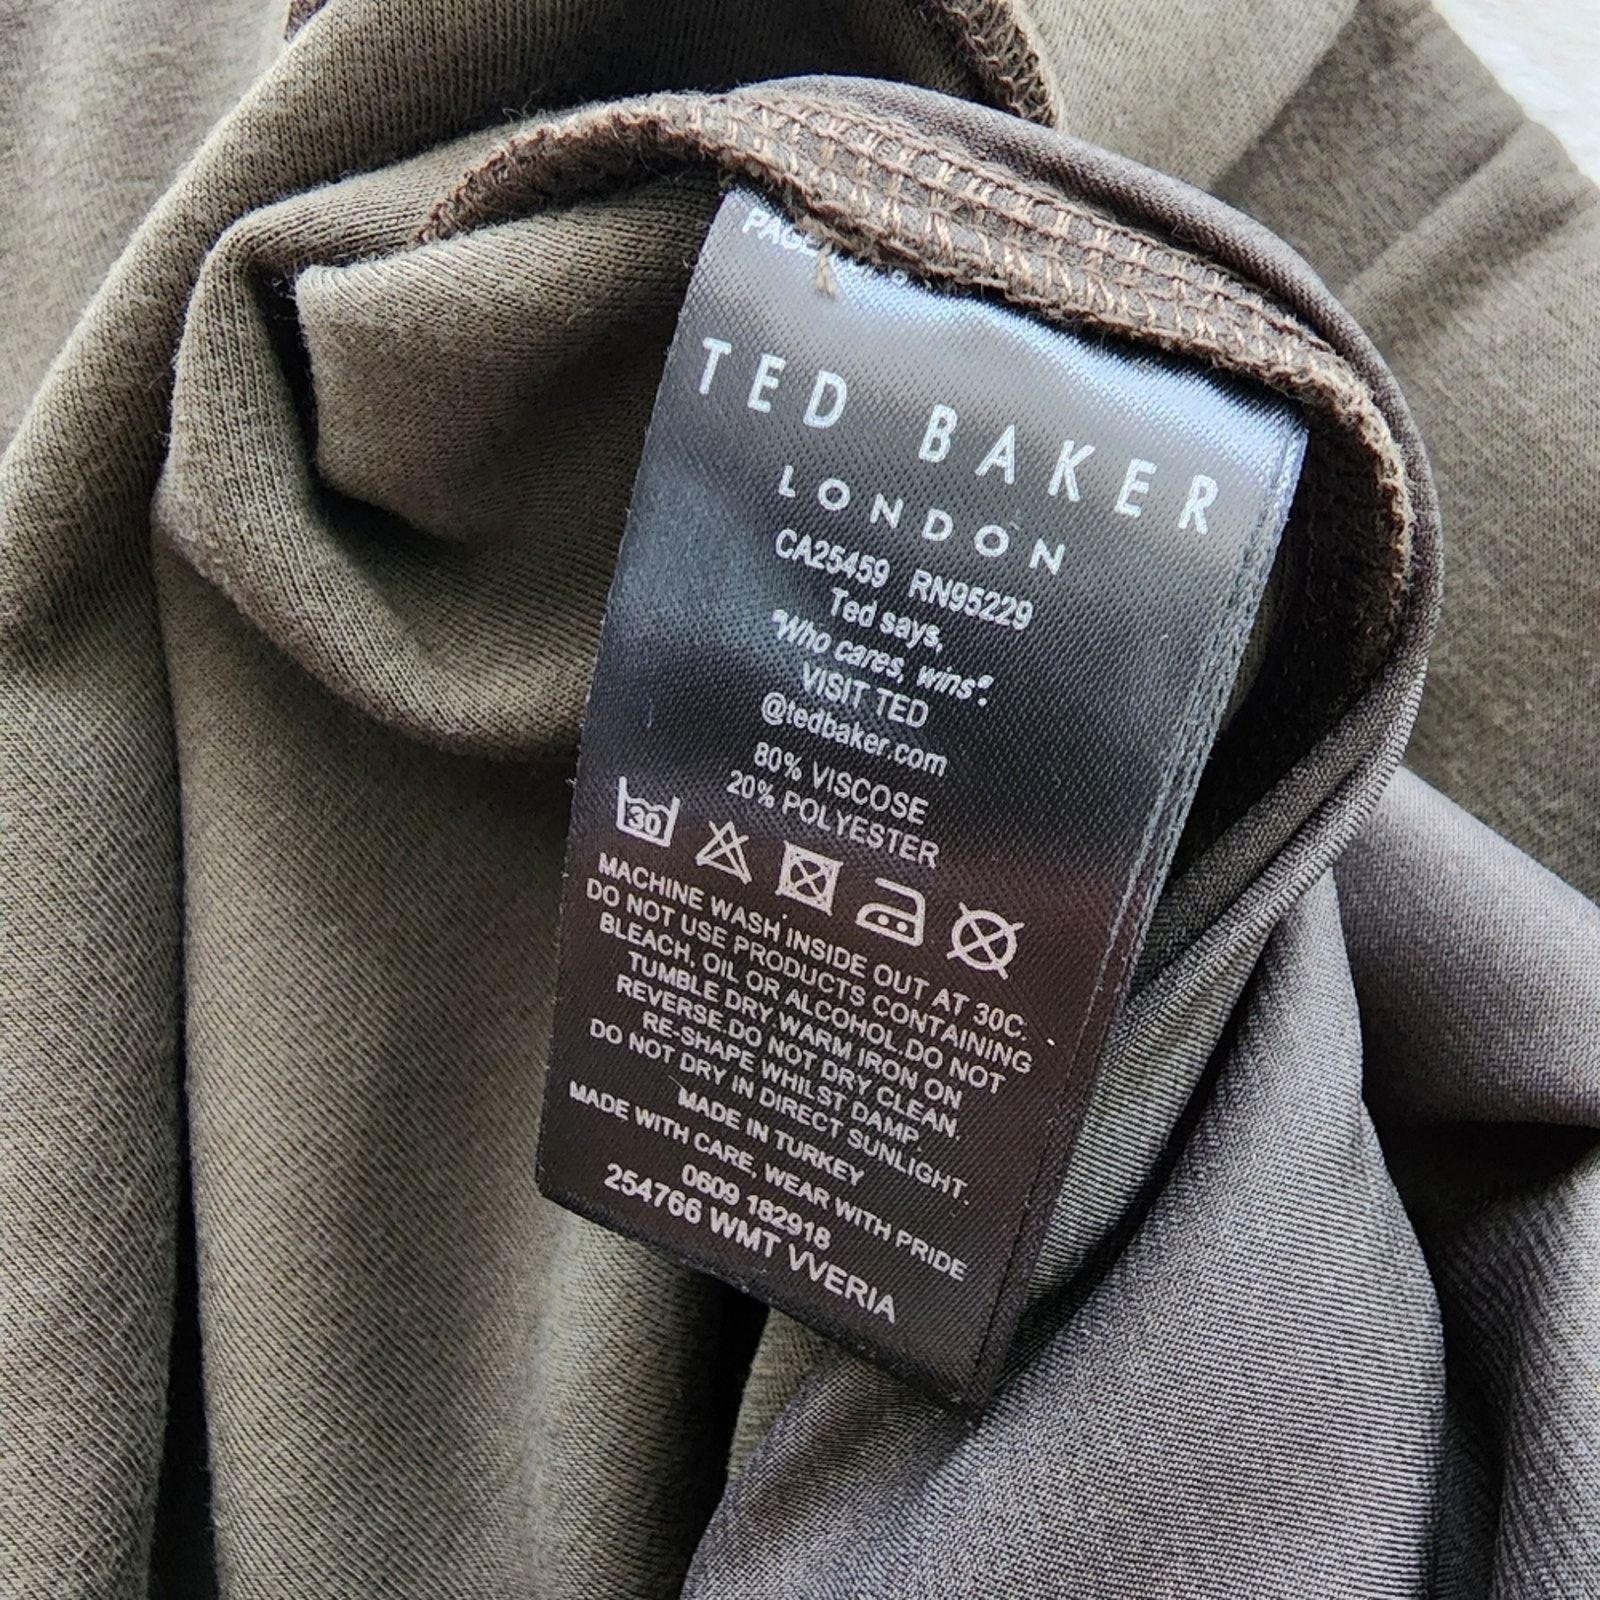 TED BAKER
LONDON
CA25459 RN95229
Ted says,
"Who cares, wins".
VISIT TED
@tedbaker.com
80% VISCOSE
20% POLYESTER
30
MACHINE WASH INSIDE OUT AT 30C.
DO NOT USE PRODUCTS CONTAINING
BLEACH, OIL OR ALCOHOL.DO NOT
TUMBLE DRY.WARM IRON ON
REVERSE.DO NOT DRY CLEAN.
RE-SHAPE WHILST DAMP.
DO NOT DRY IN DIRECT SUNLIGHT.
MADE IN TURKEY
MADE WITH CARE, WEAR WITH PRIDE
0609 182918
254766 WMT VVERIA